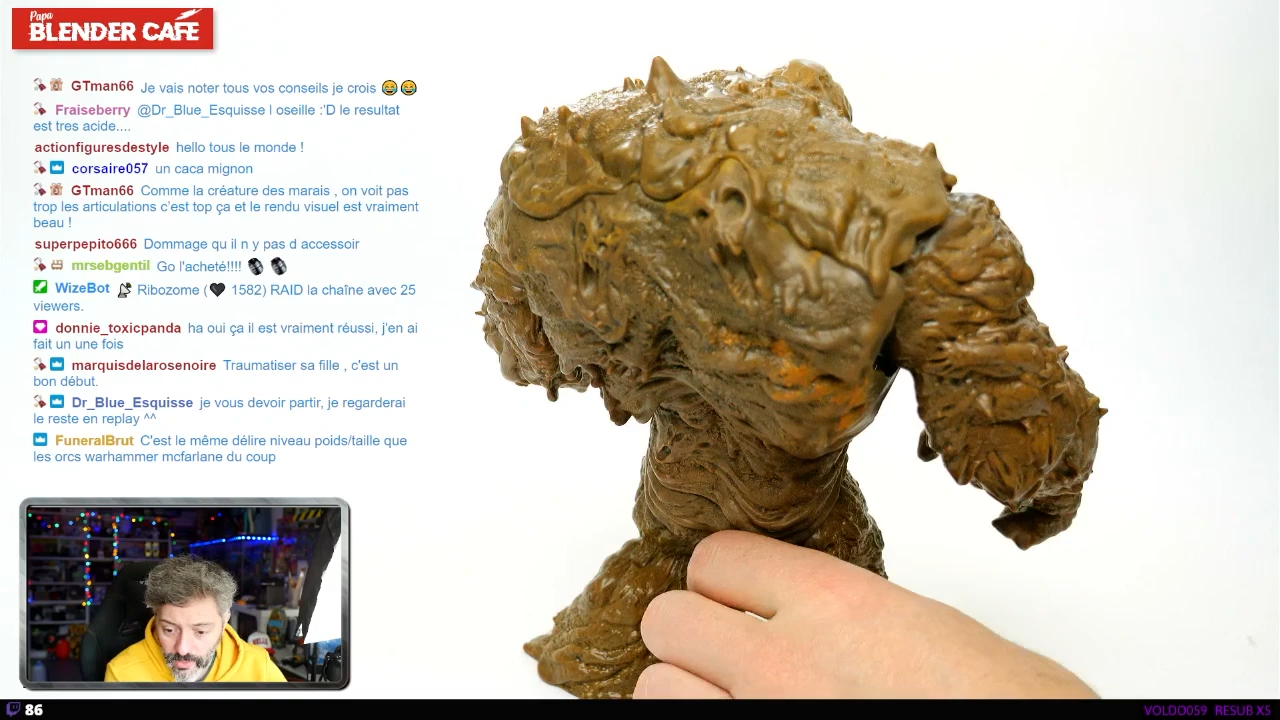 Papa
BLENDER CAFE
GTman66 Je vais noter tous vos conseils je crois 😂😂
Fraiseberry @Dr_Blue_Esquisse l oseille :'D le resultat
est tres acide....
actionfiguresdestyle hello tous le monde !
corsaire057 un caca mignon
GTman66 Comme la créature des marais , on voit pas
trop les articulations c'est top ça et le rendu visuel est vraiment
beau !
superpepito666 Dommage qu il n y pas d accessoir
mrsebgentil Go l'acheté!!!!
WizeBot Ribozome (🖤 1582) RAID la chaîne avec 25
viewers.
donnie_toxicpanda ha oui ça il est vraiment réussi, j'en ai
fait un une fois
marquisdelarosenoire Traumatiser sa fille , c'est un
bon début.
Dr_Blue_Esquisse je vous devoir partir, je regarderai
le reste en replay ^^
FuneralBrut C'est le même délire niveau poids/taille que
les orcs warhammer mcfarlane du coup
86
VOLDO059 RESUB X5